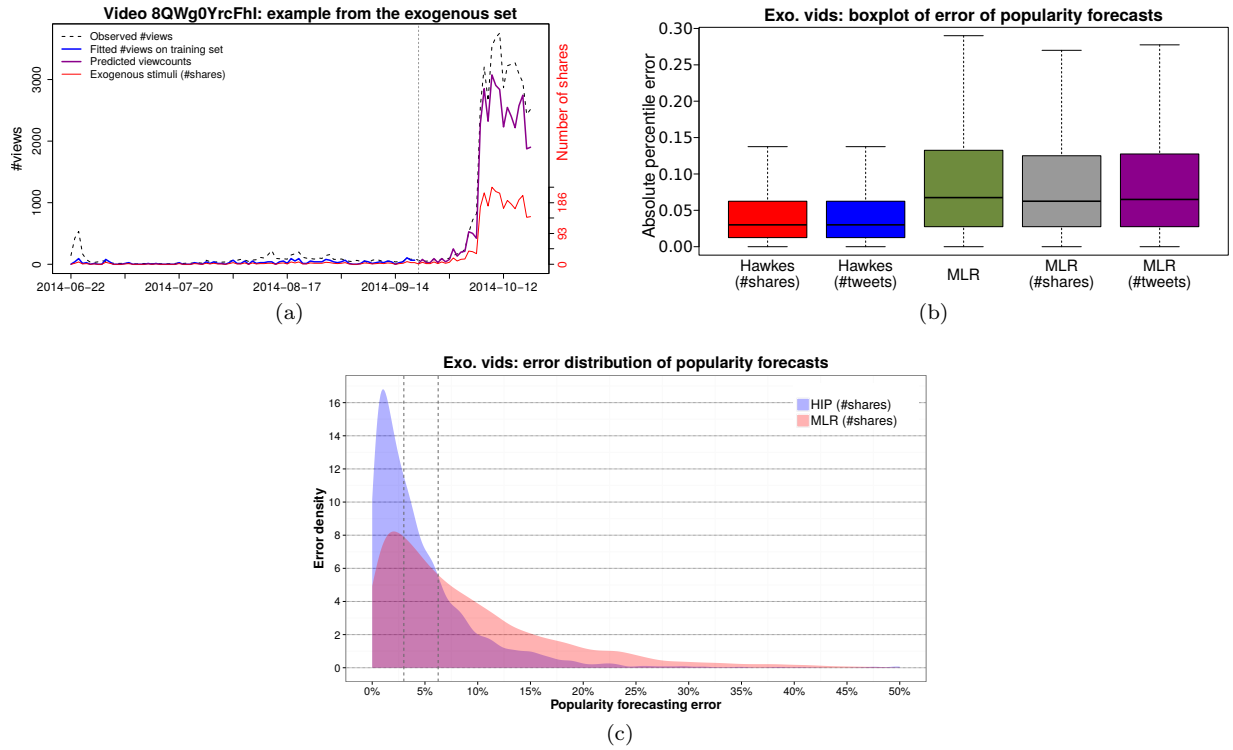 Video 8QWg0YrcFhI: example from the exogenous set
Observed #views
Fitted #views on training set
Predicted viewcounts
Exogenous stimuli (#shares)
#views
0
1000
2000
3000
Number of shares
0
93
186
2014-06-22
2014-07-20
2014-08-17
2014-09-14
2014-10-12
(a)
Exo. vids: boxplot of error of popularity forecasts
Absolute percentile error
0.30
0.25
0.20
0.15
0.10
0.05
0.00
Hawkes
(#shares)
Hawkes
(#tweets)
MLR
MLR
(#shares)
MLR
(#tweets)
(b)
Exo. vids: error distribution of popularity forecasts
HIP (#shares)
MLR (#shares)
Error density
16
14
12
10
8
6
4
2
0
0%
5%
10%
15%
20%
25%
30%
35%
40%
45%
50%
Popularity forecasting error
(c)